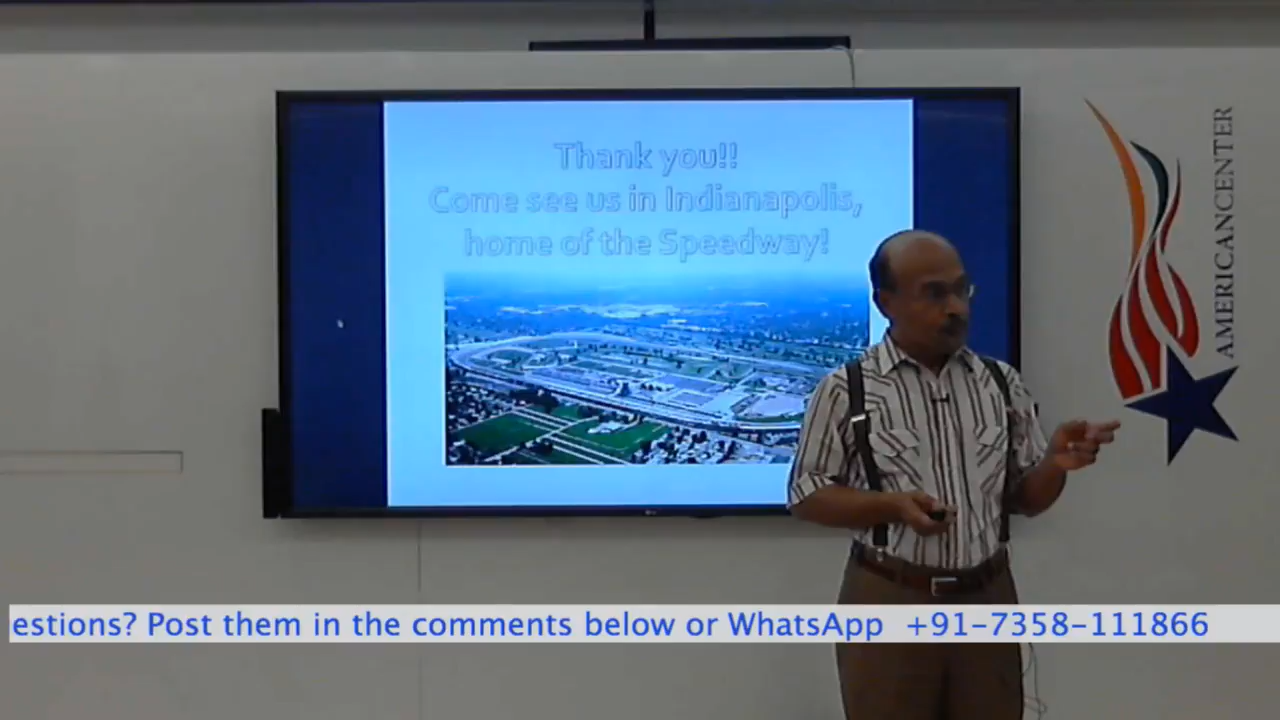 Thank you!!
Come see us in Indianapolis,
home of the Speedway!
AMERICANCENTER
estions? Post them in the comments below or WhatsApp +91-7358-111866